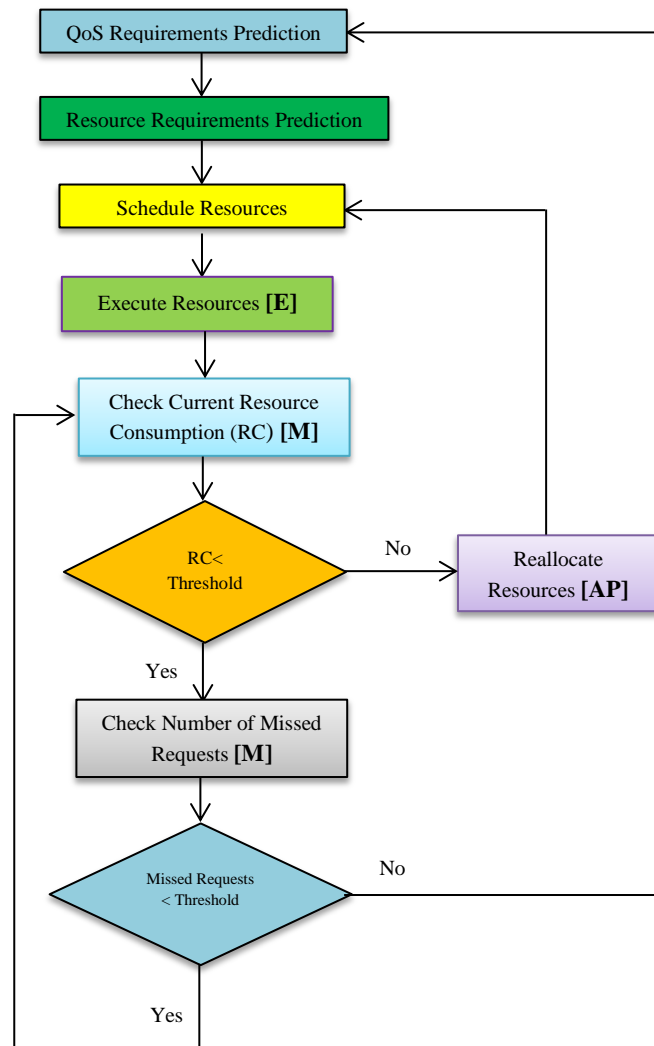 QoS Requirements Prediction
Resource Requirements Prediction
Schedule Resources
Execute Resources [E]
Check Current Resource
Consumption (RC) [M]
RC<
Threshold
No
Reallocate
Resources [AP]
Yes
Check Number of Missed
Requests [M]
Missed Requests
< Threshold
No
Yes